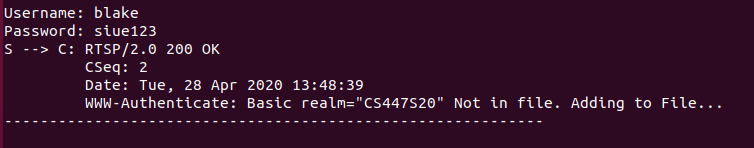 Username: blake
Password: siue123
S --> C: RTSP/2.0 200 OK
CSeq: 2
Date: Tue, 28 Apr 2020 13:48:39
WWW-Authenticate: Basic realm="CS447S20" Not in file. Adding to File...
------------------------------------------------------------